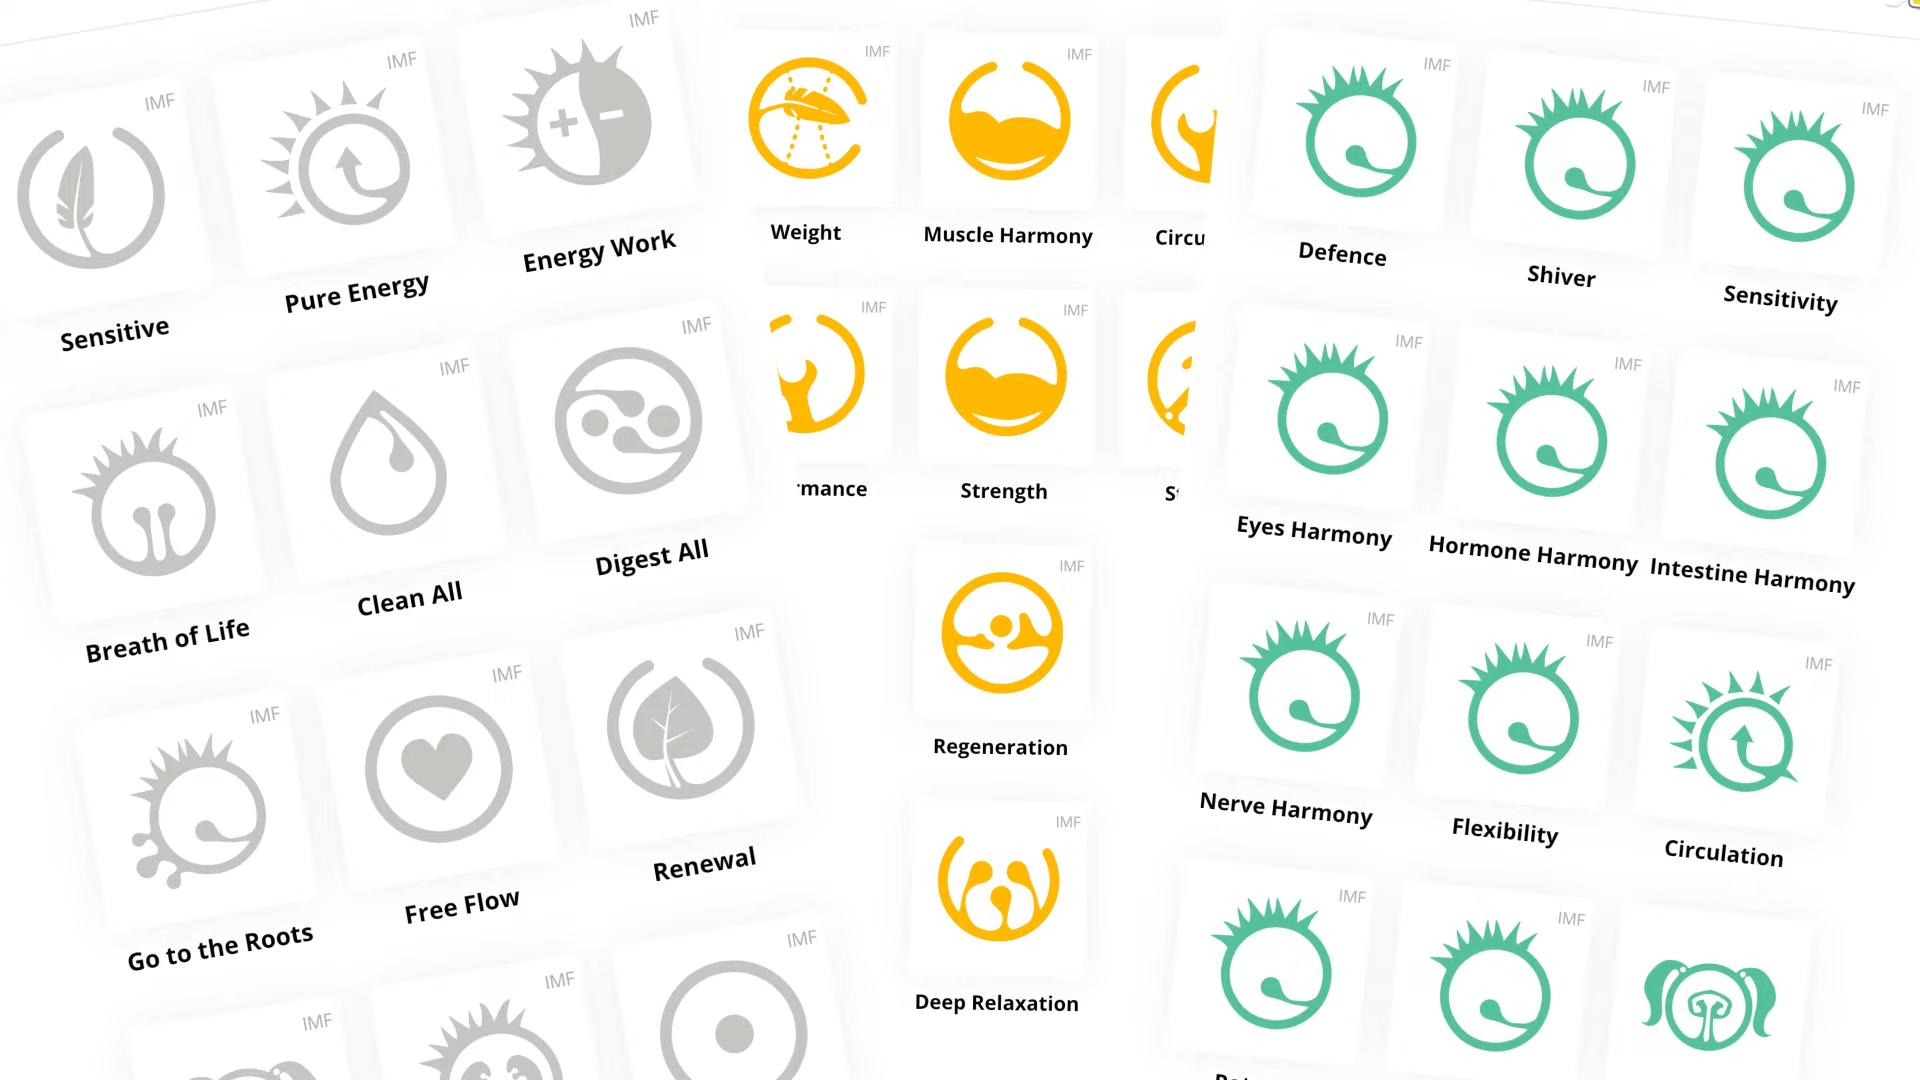 IMF
Sensitive
IMF
Pure Energy
IMF
Energy Work
IMF
Breath of Life
IMF
Clean All
IMF
Digest All
IMF
Go to the Roots
IMF
Free Flow
IMF
Renewal
IMF
IMF
IMF
IMF
Weight
IMF
Muscle Harmony
Circu
IMF
rmance
IMF
Strength
IMF
Regeneration
IMF
Deep Relaxation
IMF
Defence
IMF
Shiver
IMF
Sensitivity
IMF
Eyes Harmony
IMF
Hormone Harmony
IMF
Intestine Harmony
IMF
Nerve Harmony
IMF
Flexibility
IMF
Circulation
IMF
IMF